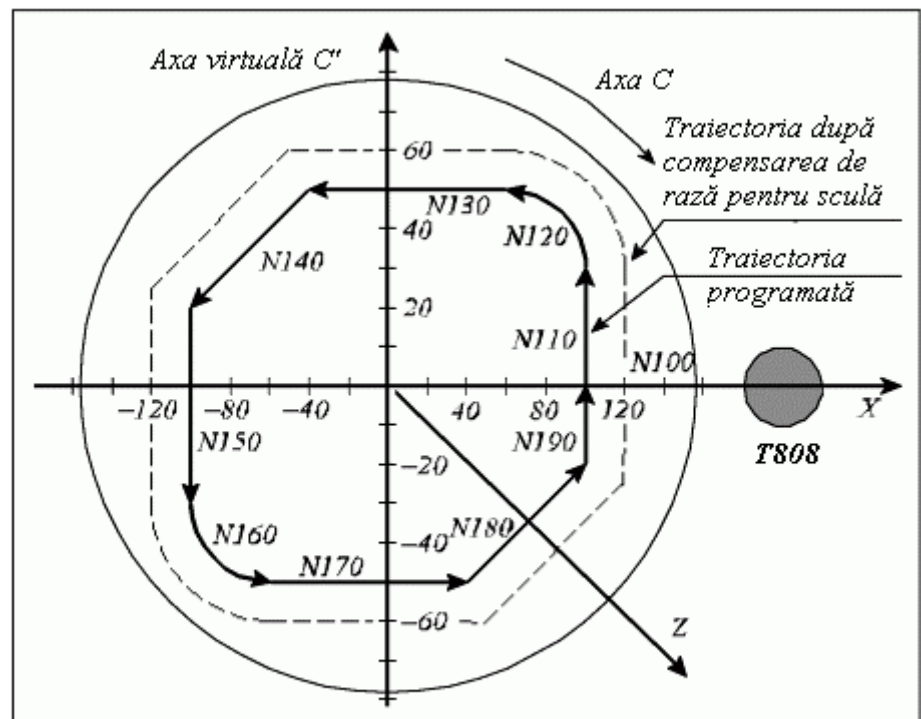 Axa virtuală C"
Axa C
Traiectoria după
compensarea de
rază pentru sculă
60
N130
N120
40
N140
Traiectoria
programată
20
N110
N100
-120 -80 -40
40 80 120
X
N150
N190
T808
-20
N160
N180
-40
N170
-60
Z